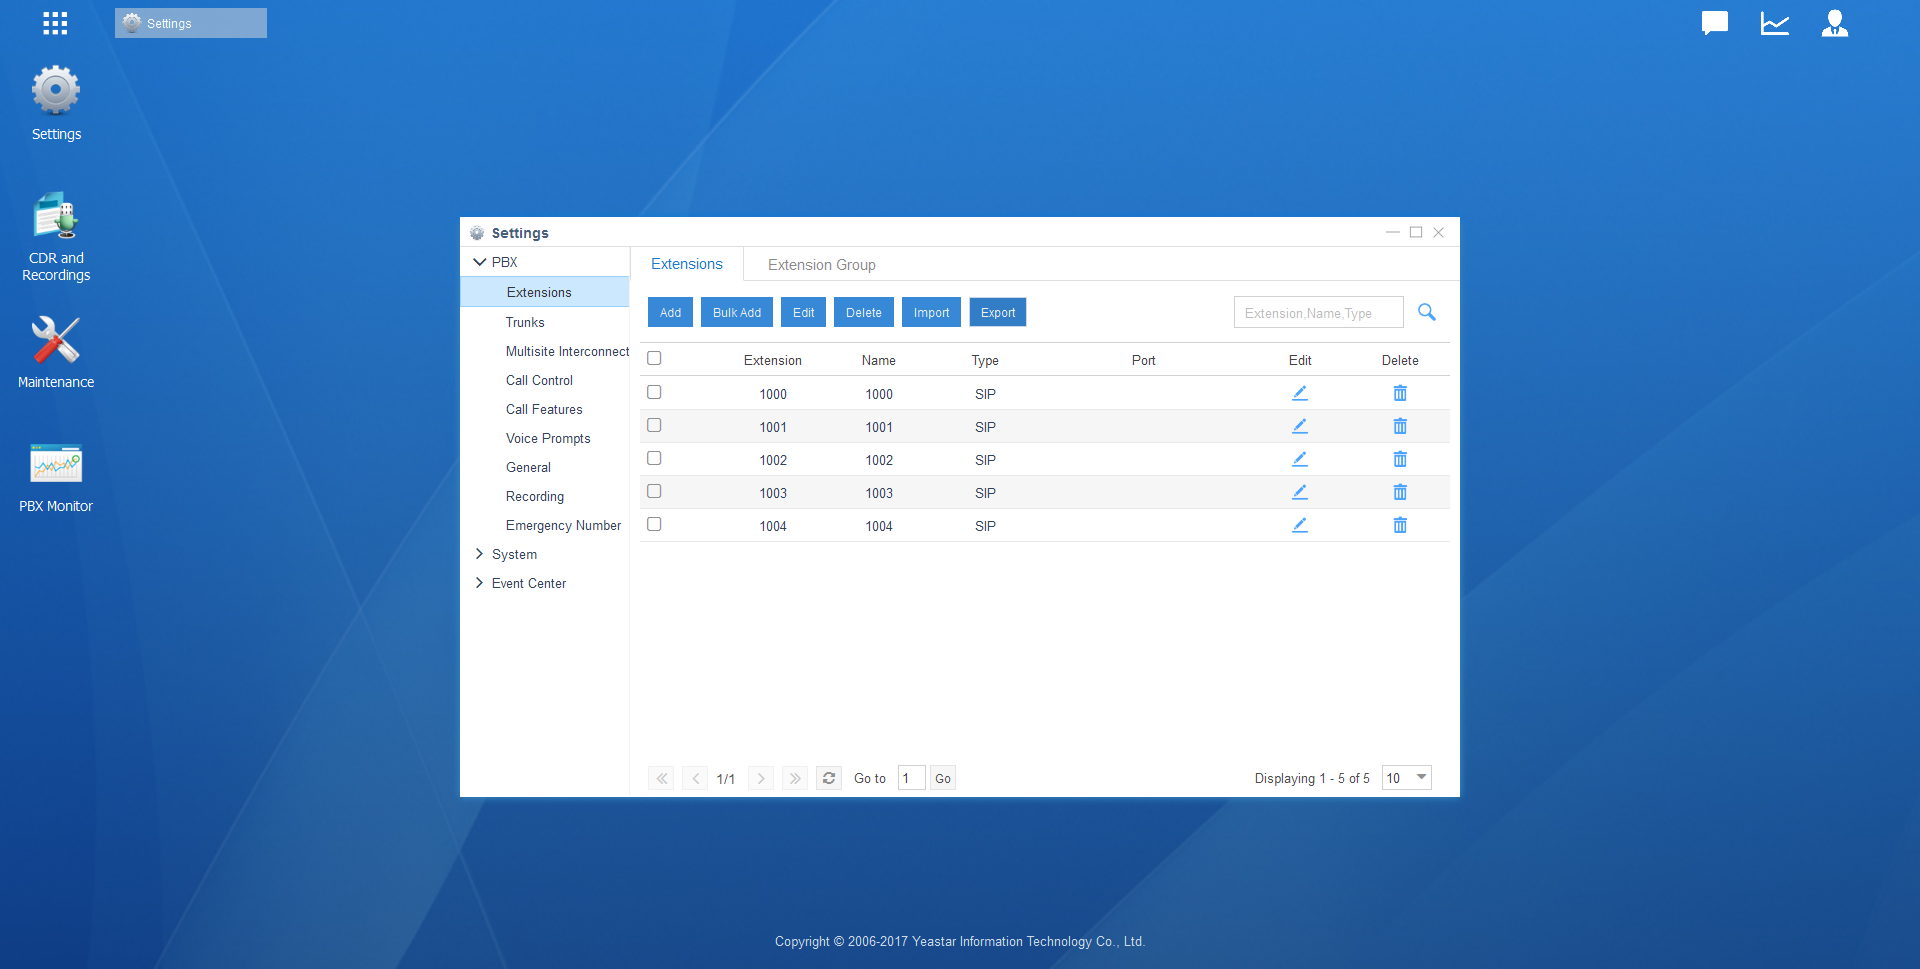 Settings
Settings
CDR and
Recordings
Maintenance
PBX Monitor
Settings
PBX
Extensions
Trunks
Multisite Interconnect
Call Control
Call Features
Voice Prompts
General
Recording
Emergency Number
System
Event Center
Extensions Extension Group
Add Bulk Add Edit Delete Import Export Extension,Name,Type
Extension Name Type Port Edit Delete
1000 1000 SIP
1001 1001 SIP
1002 1002 SIP
1003 1003 SIP
1004 1004 SIP
1/1 Go to 1 Go Displaying 1 - 5 of 5 10
Copyright © 2006-2017 Yeastar Information Technology Co., Ltd.